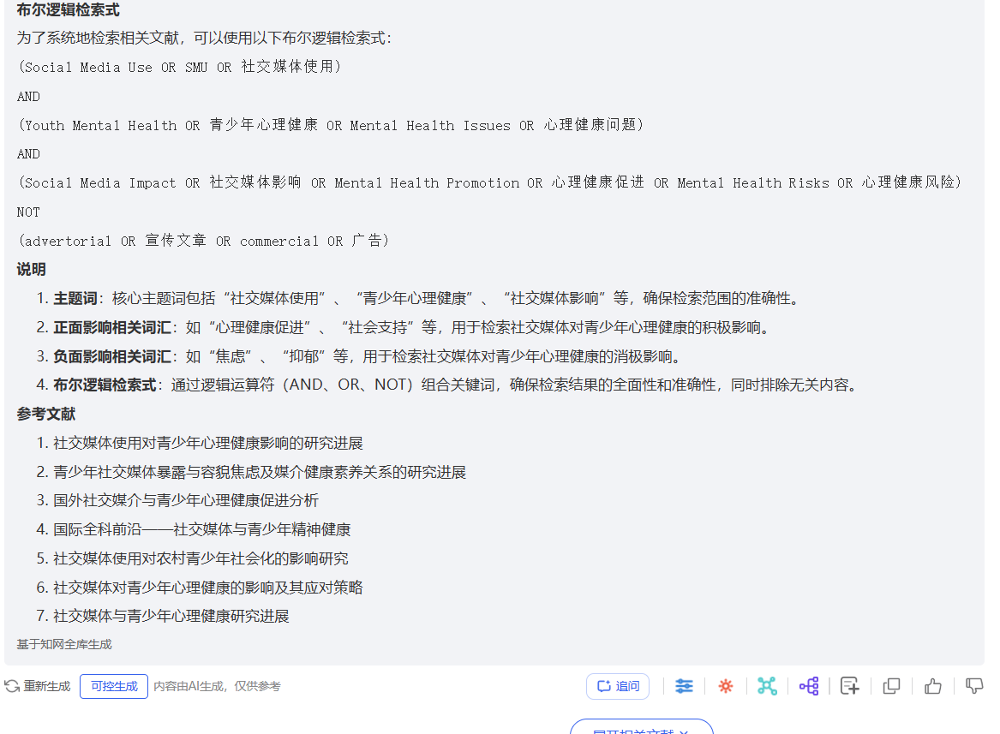 布尔逻辑检索式
为了系统地检索相关文献，可以使用以下布尔逻辑检索式：
(Social Media Use OR SMU OR 社交媒体使用)
AND
(Youth Mental Health OR 青少年心理健康 OR Mental Health Issues OR 心理健康问题)
AND
(Social Media Impact OR 社交媒体影响 OR Mental Health Promotion OR 心理健康促进 OR Mental Health Risks OR 心理健康风险)
NOT
(advertorial OR 宣传文章 OR commercial OR 广告)
说明
1. 主题词：核心主题词包括“社交媒体使用”、“青少年心理健康”、“社交媒体影响”等，确保检索范围的准确性。
2. 正面影响相关词汇：如“心理健康促进”、“社会支持”等，用于检索社交媒体对青少年心理健康的积极影响。
3. 负面影响相关词汇：如“焦虑”、“抑郁”等，用于检索社交媒体对青少年心理健康的消极影响。
4. 布尔逻辑检索式：通过逻辑运算符（AND、OR、NOT）组合关键词，确保检索结果的全面性和准确性，同时排除无关内容。
参考文献
1. 社交媒体使用对青少年心理健康影响的研究进展
2. 青少年社交媒体暴露与容貌焦虑及媒介健康素养关系的研究进展
3. 国外社交媒介与青少年心理健康促进分析
4. 国际全科前沿——社交媒体与青少年精神健康
5. 社交媒体使用对农村青少年社会化的影响研究
6. 社交媒体对青少年心理健康的影响及其应对策略
7. 社交媒体与青少年心理健康研究进展
基于知网全库生成
重新生成 可控生成 内容由AI生成，仅供参考 追问
展开相关文献